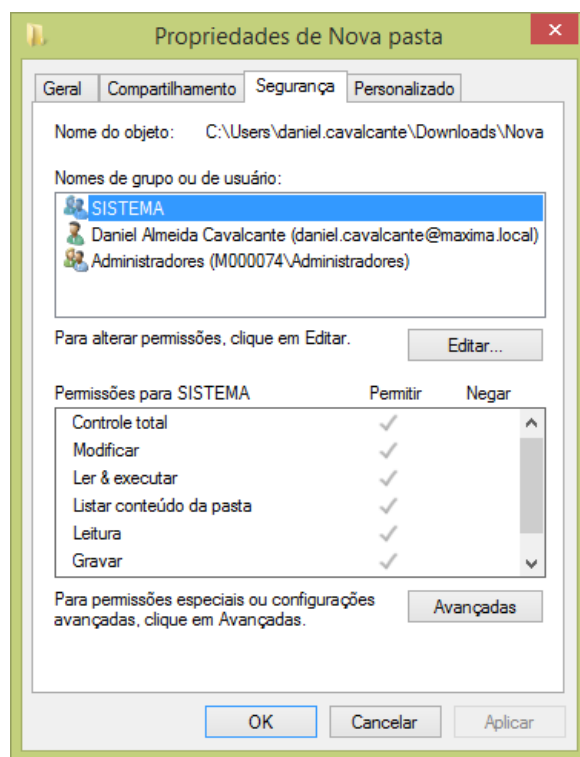 Propriedades de Nova pasta
Geral Compartilhamento Segurança Personalizado
Nome do objeto: C:\Users\daniel.cavalcante\Downloads\Nova
Nomes de grupo ou de usuário:
SISTEMA
Daniel Almeida Cavalcante (daniel.cavalcante@maxima.local)
Administradores (M000074\Administradores)
Para alterar permissões, clique em Editar. Editar...
Permissões para SISTEMA Permitir Negar
Controle total
Modificar
Ler & executar
Listar conteúdo da pasta
Leitura
Gravar
Para permissões especiais ou configurações
avançadas, clique em Avançadas. Avançadas
OK Cancelar Aplicar